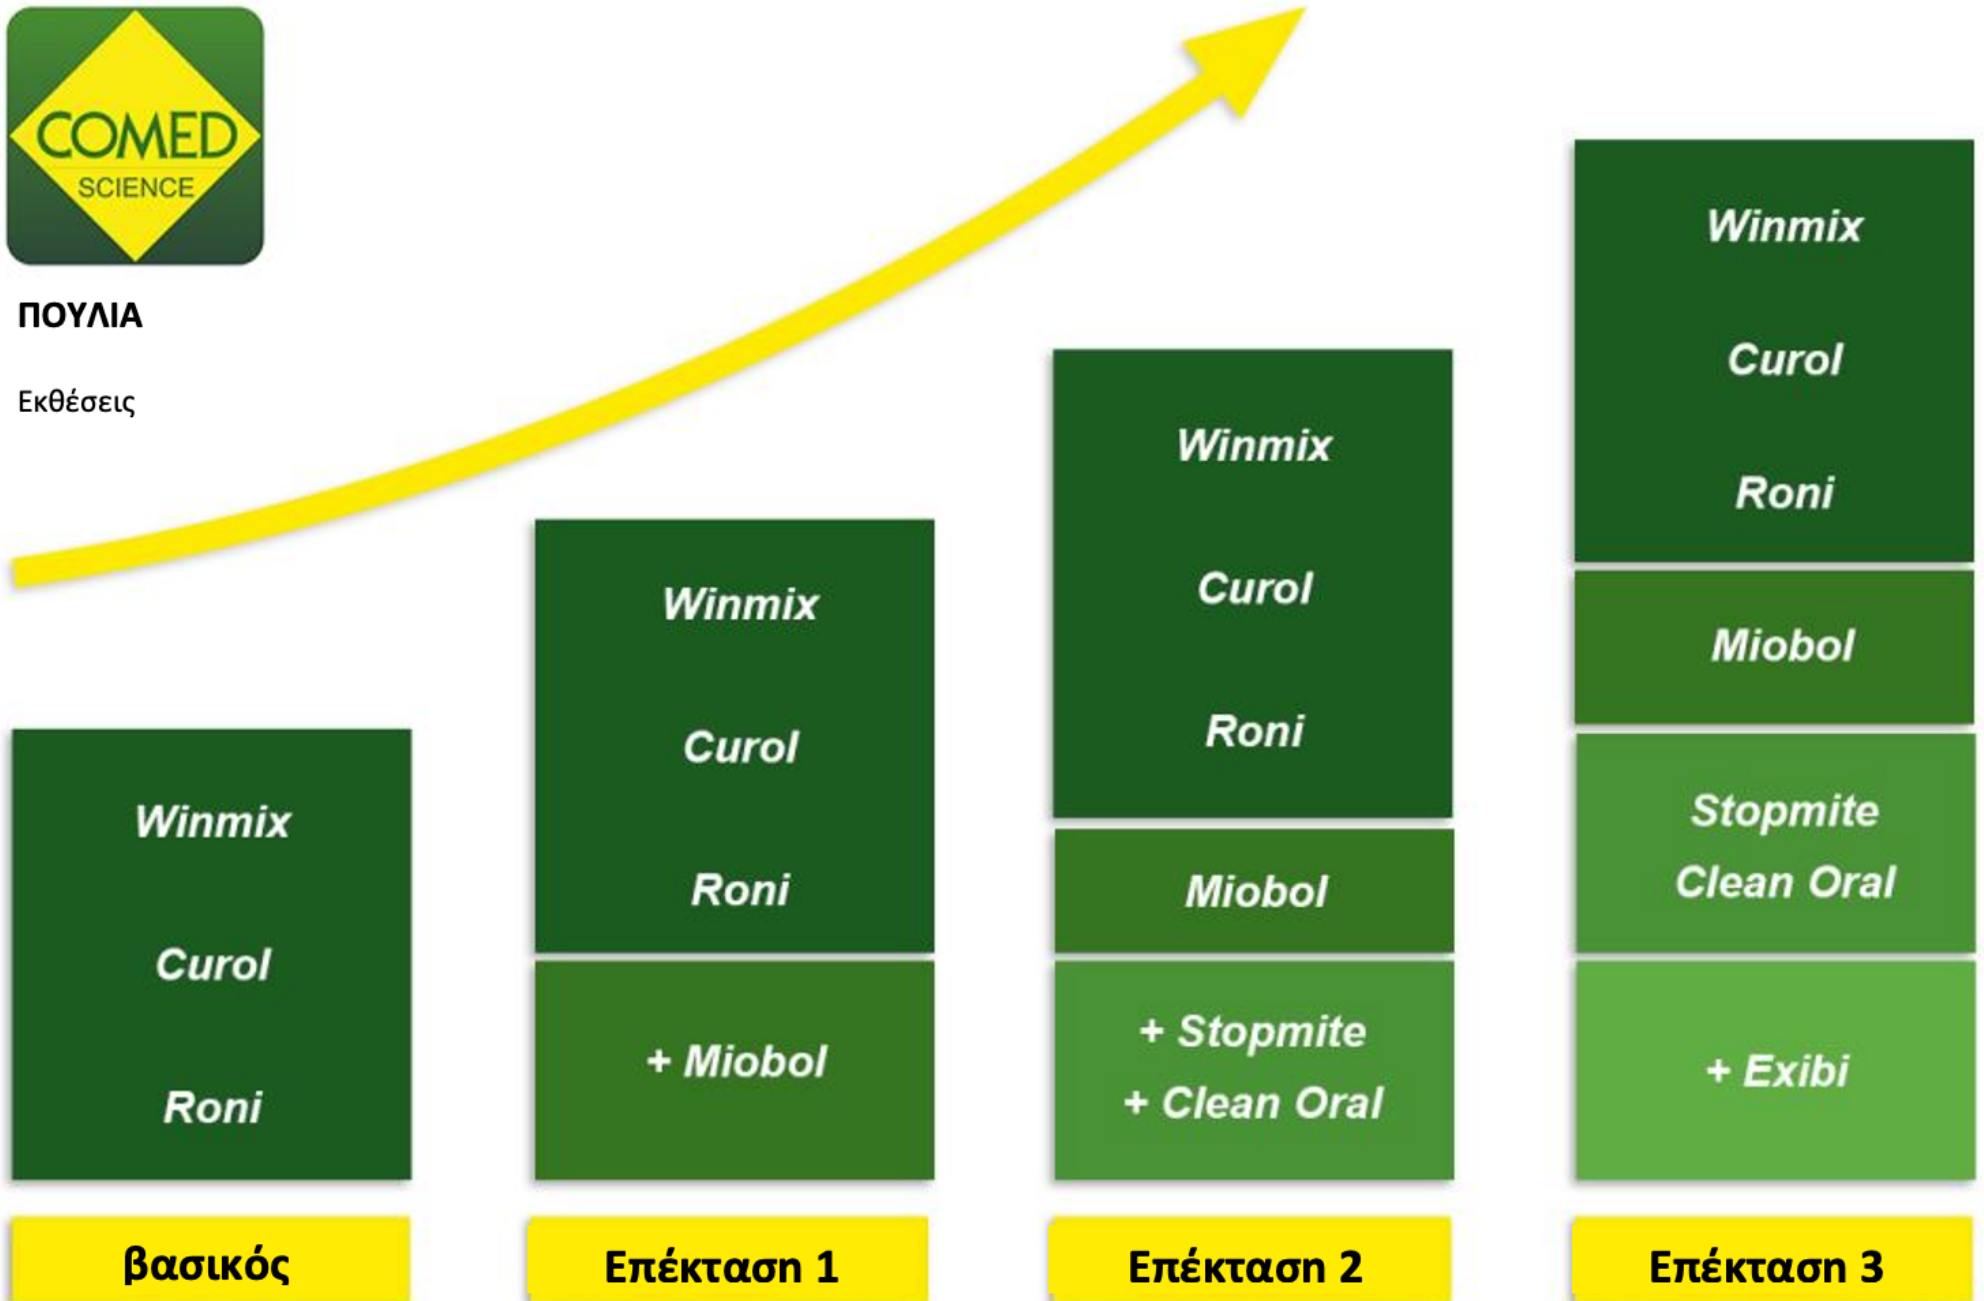 COMED
SCIENCE
ΠΟΥΛΙΑ
Εκθέσεις
Winmix
Curol
Roni
βασικός
Winmix
Curol
Roni
+ Miobol
Επέκταση 1
Winmix
Curol
Roni
Miobol
+ Stopmite
+ Clean Oral
Επέκταση 2
Winmix
Curol
Roni
Miobol
Stopmite
Clean Oral
+ Exibi
Επέκταση 3